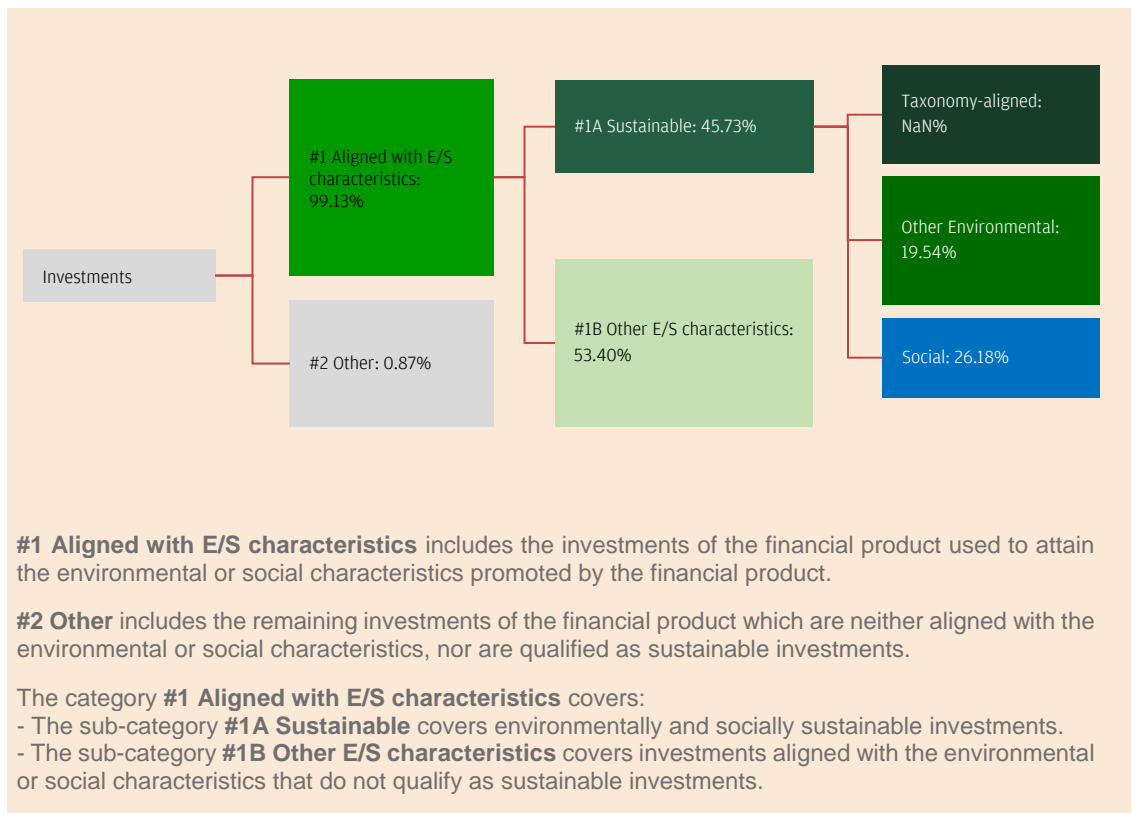 Investments
#1 Aligned with E/S
characteristics:
99.13%
#2 Other: 0.87%
#1A Sustainable: 45.73%
#1B Other E/S characteristics:
53.40%
Taxonomy-aligned:
NaN%
Other Environmental:
19.54%
Social: 26.18%
#1 Aligned with E/S characteristics includes the investments of the financial product used to attain
the environmental or social characteristics promoted by the financial product.
#2 Other includes the remaining investments of the financial product which are neither aligned with the
environmental or social characteristics, nor are qualified as sustainable investments.
The category #1 Aligned with E/S characteristics covers:
- The sub-category #1A Sustainable covers environmentally and socially sustainable investments.
- The sub-category #1B Other E/S characteristics covers investments aligned with the environmental
or social characteristics that do not qualify as sustainable investments.